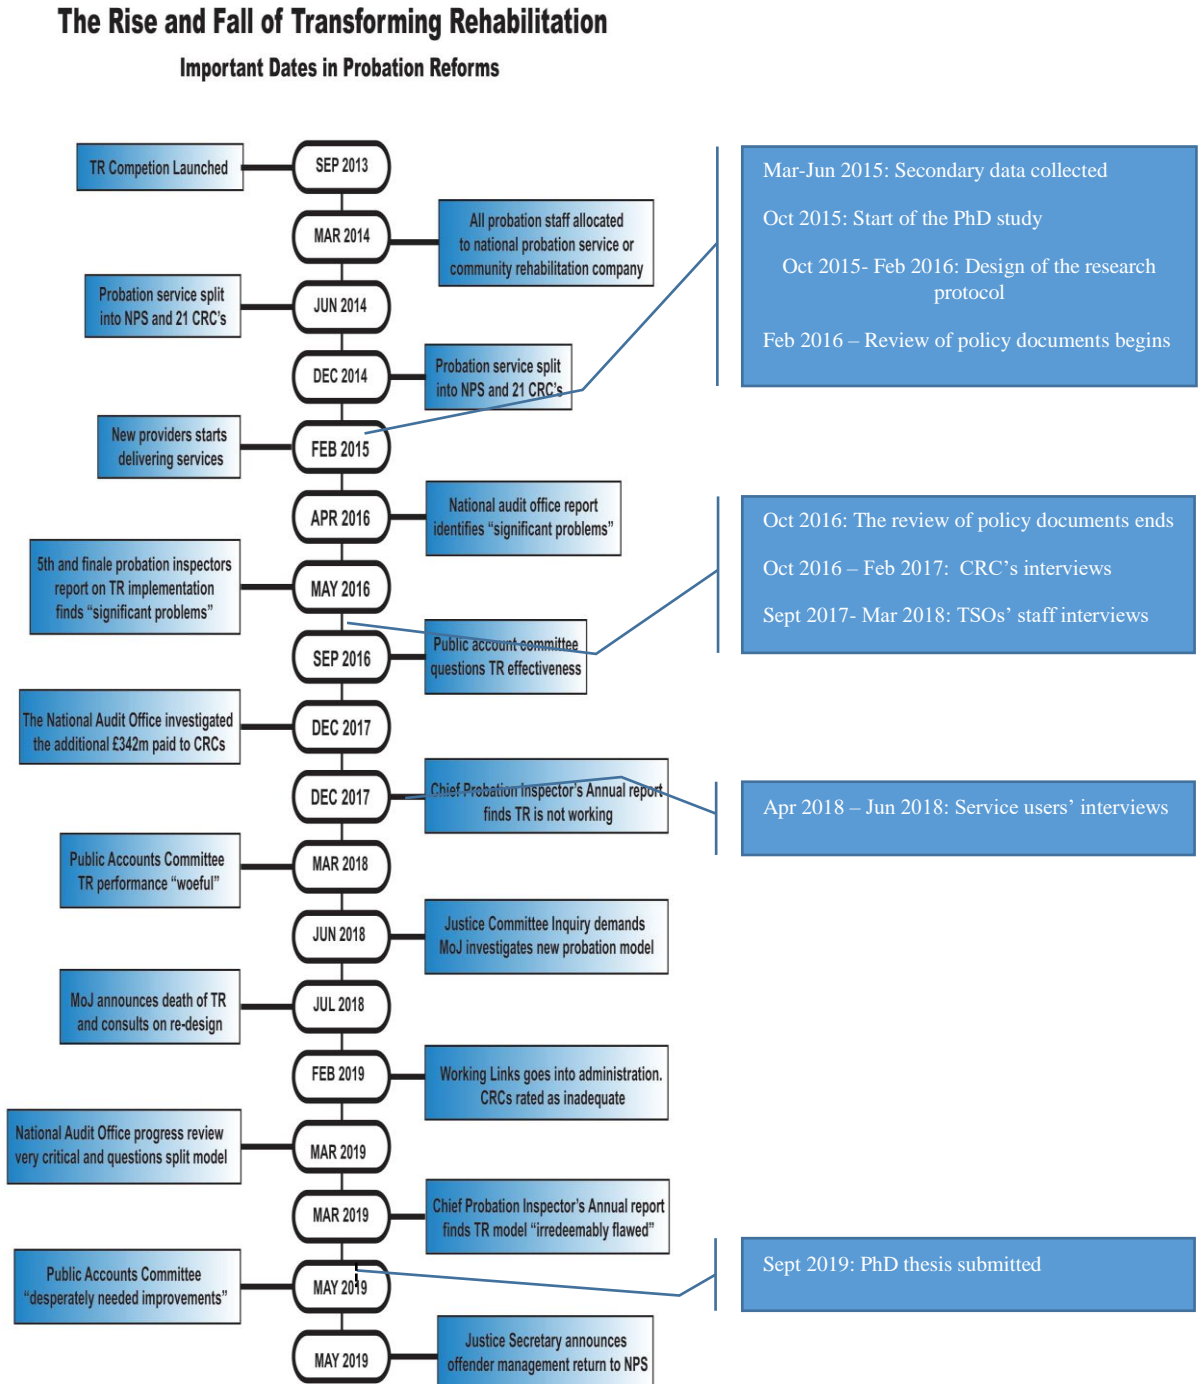 The Rise and Fall of Transforming Rehabilitation
Important Dates in Probation Reforms
TR Competion Launched
SEP 2013
MAR 2014
All probation staff allocated
to national probation service or
community rehabilitation company
Probation service split
into NPS and 21 CRC's
JUN 2014
DEC 2014
Probation service split
into NPS and 21 CRC's
New providers starts
delivering services
FEB 2015
Mar-Jun 2015: Secondary data collected
Oct 2015: Start of the PhD study
Oct 2015- Feb 2016: Design of the research
protocol
Feb 2016 – Review of policy documents begins
APR 2016
National audit office report
identifies “significant problems”
5th and finale probation inspectors
report on TR implementation
finds “significant problems”
MAY 2016
SEP 2016
Public account committee
questions TR effectiveness
Oct 2016: The review of policy documents ends
Oct 2016 – Feb 2017: CRC’s interviews
Sept 2017- Mar 2018: TSOs’ staff interviews
The National Audit Office investigated
the additional £342m paid to CRCs
DEC 2017
DEC 2017
Chief Probation Inspector's Annual report
finds TR is not working
Apr 2018 – Jun 2018: Service users’ interviews
Public Accounts Committee
TR performance “woeful”
MAR 2018
JUN 2018
Justice Committee Inquiry demands
MoJ investigates new probation model
MoJ announces death of TR
and consults on re-design
JUL 2018
FEB 2019
Working Links goes into administration.
CRCs rated as inadequate
National Audit Office progress review
very critical and questions split model
MAR 2019
MAR 2019
Chief Probation Inspector's Annual report
finds TR model “irredeemably flawed”
Public Accounts Committee
“desperately needed improvements”
MAY 2019
Sept 2019: PhD thesis submitted
MAY 2019
Justice Secretary announces
offender management return to NPS